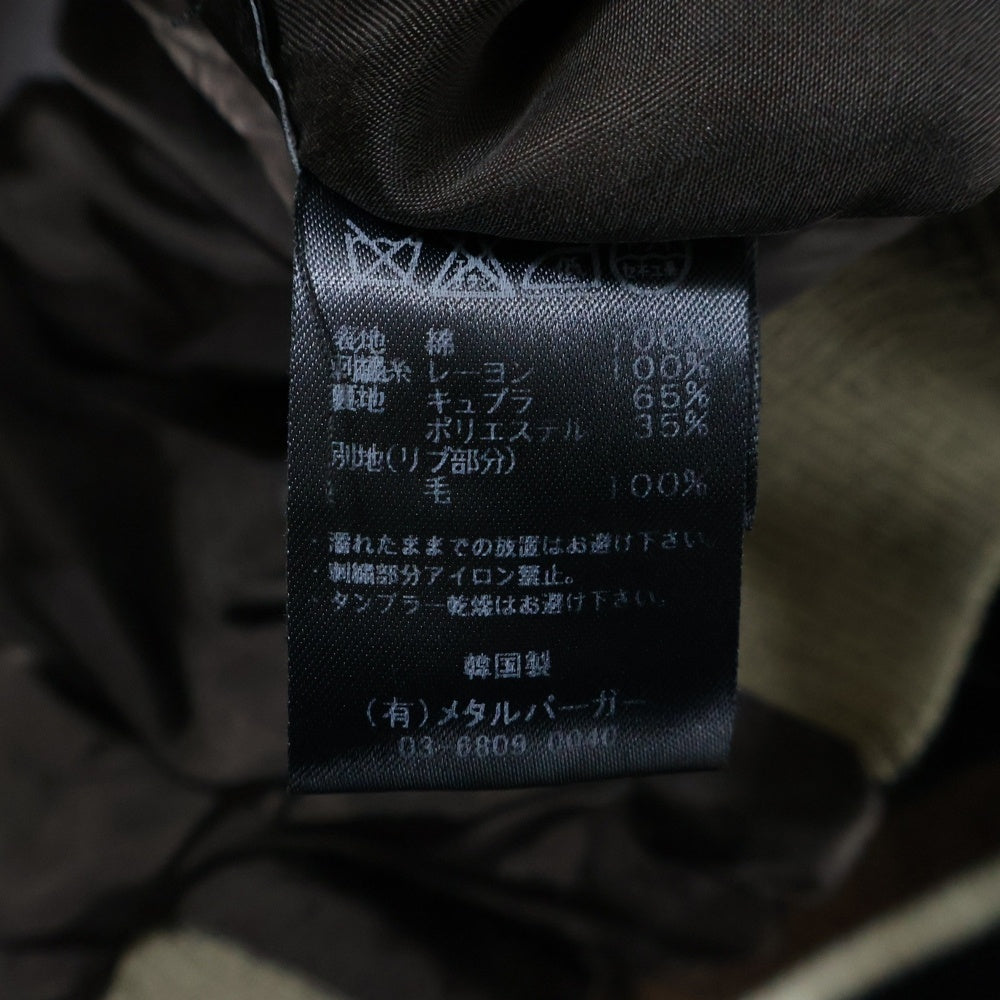 セキユ系
表地 綿 100%
刺繍糸 レーヨン 100%
裏地 キュプラ 65%
ポリエステル 35%
別地(リブ部分)
毛 100%
・濡れたままでの放置はお避け下さい
・刺繍部分アイロン禁止。
・タンブラー乾燥はお避け下さい。
韓国製
(有)メタルバーガー
03-6809-0040